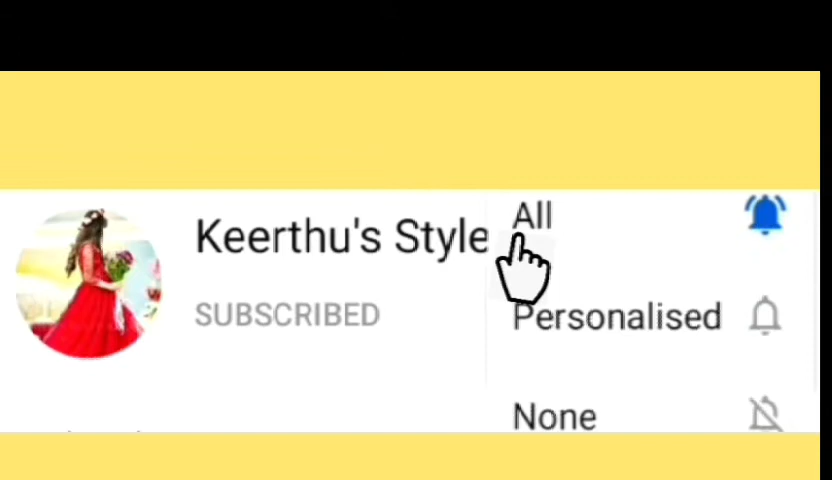 Keerthu's Style
SUBSCRIBED
All
Personalised
None